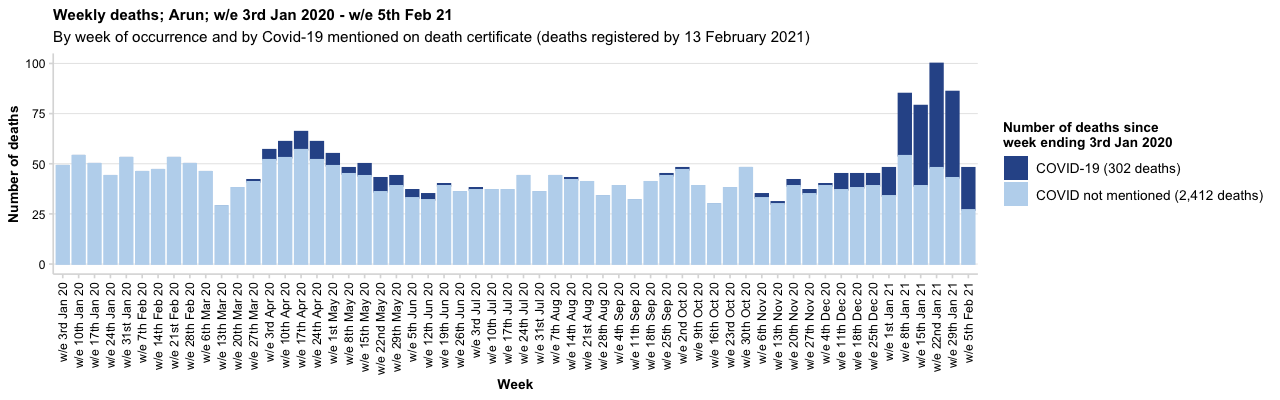 Weekly deaths; Arun; w/e 3rd Jan 2020 - w/e 5th Feb 21
By week of occurrence and by Covid-19 mentioned on death certificate (deaths registered by 13 February 2021)
Number of deaths
100
75
50
25
0
w/e 3rd Jan 20
w/e 10th Jan 20
w/e 17th Jan 20
w/e 24th Jan 20
w/e 31st Jan 20
w/e 7th Feb 20
w/e 14th Feb 20
w/e 21st Feb 20
w/e 28th Feb 20
w/e 6th Mar 20
w/e 13th Mar 20
w/e 20th Mar 20
w/e 27th Mar 20
w/e 3rd Apr 20
w/e 10th Apr 20
w/e 17th Apr 20
w/e 24th Apr 20
w/e 1st May 20
w/e 8th May 20
w/e 15th May 20
w/e 22nd May 20
w/e 29th May 20
w/e 5th Jun 20
w/e 12th Jun 20
w/e 19th Jun 20
w/e 26th Jun 20
w/e 3rd Jul 20
w/e 10th Jul 20
w/e 17th Jul 20
w/e 24th Jul 20
w/e 31st Jul 20
w/e 7th Aug 20
w/e 14th Aug 20
w/e 21st Aug 20
w/e 28th Aug 20
w/e 4th Sep 20
w/e 11th Sep 20
w/e 18th Sep 20
w/e 25th Sep 20
w/e 2nd Oct 20
w/e 9th Oct 20
w/e 16th Oct 20
w/e 23rd Oct 20
w/e 30th Oct 20
w/e 6th Nov 20
w/e 13th Nov 20
w/e 20th Nov 20
w/e 27th Nov 20
w/e 4th Dec 20
w/e 11th Dec 20
w/e 18th Dec 20
w/e 25th Dec 20
w/e 1st Jan 21
w/e 8th Jan 21
w/e 15th Jan 21
w/e 22nd Jan 21
w/e 29th Jan 21
w/e 5th Feb 21
Week
Number of deaths since
week ending 3rd Jan 2020
COVID-19 (302 deaths)
COVID not mentioned (2,412 deaths)